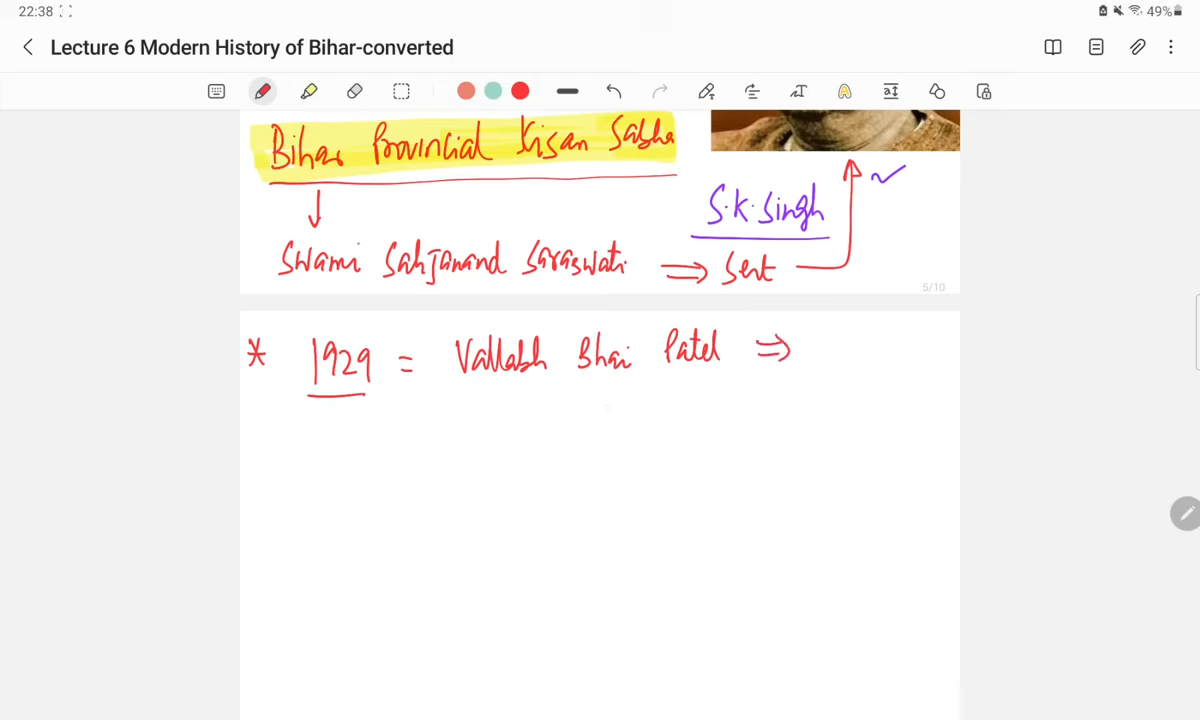 22:38
49%
Lecture 6 Modern History of Bihar-converted
Bihar Provincial Kisan Sabha
S.K. Singh
Swami Sahjanand Saraswati ⇒ Sent
5/10
* 1929 = Vallabh Bhai Patel ⇒